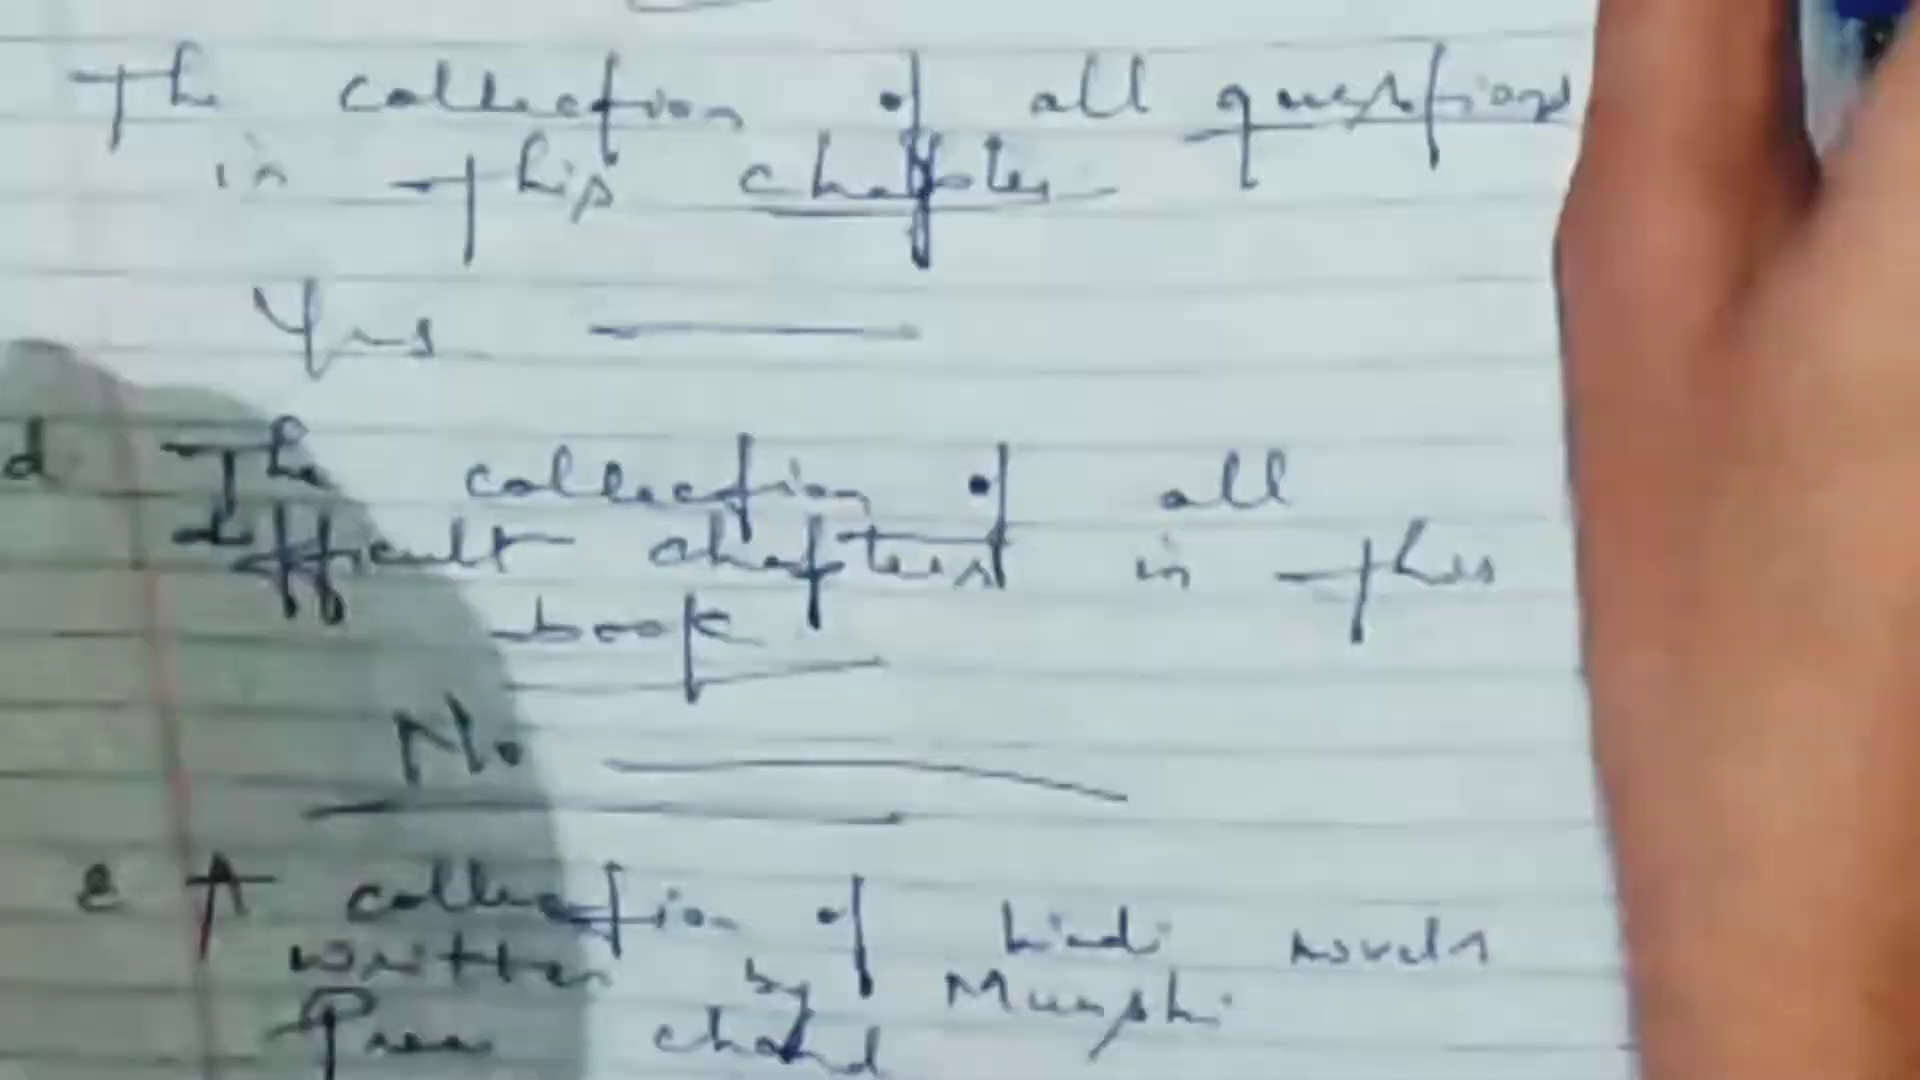 The collection of all questions
in this chapter
Yes
d The collection of all
difficult chapters in this
book
No
e A collection of hindi novels
written by Munshi
Prem chand